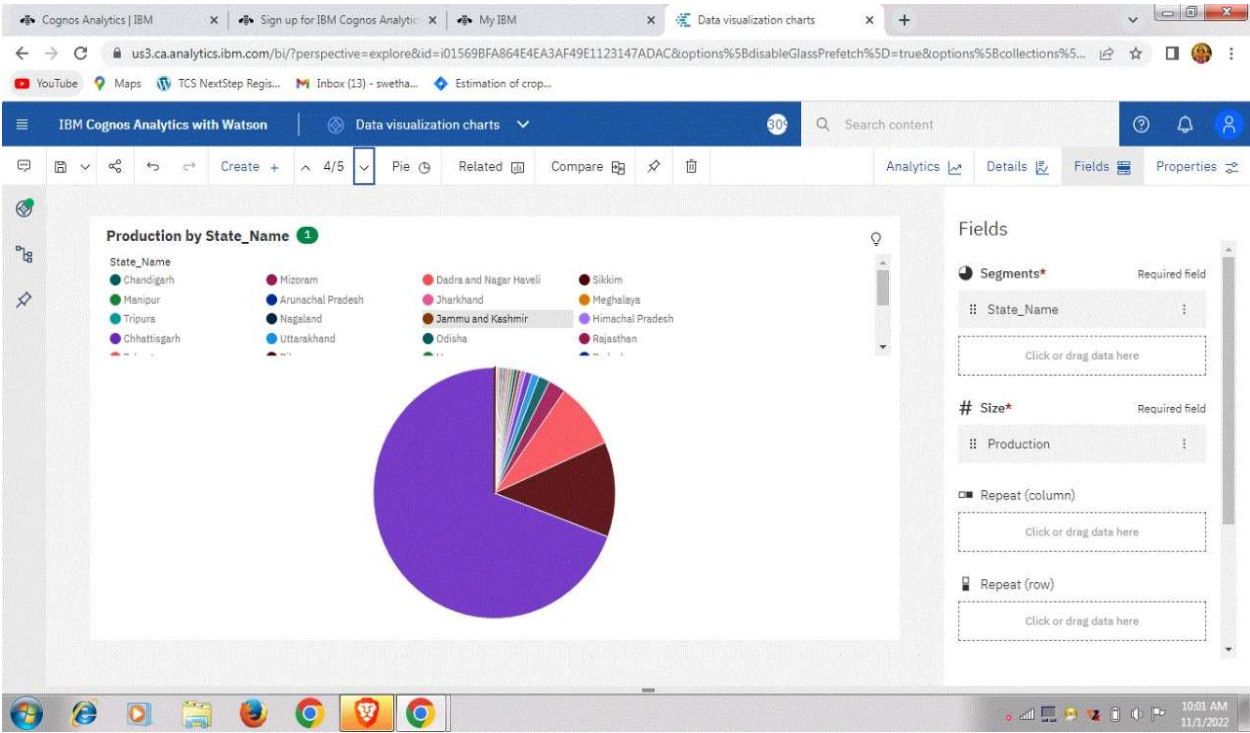 Cognos Analytics | IBM
Sign up for IBM Cognos Analytic
My IBM
Data visualization charts
us3.ca.analytics.ibm.com/bi/?perspective=explore&id=i01569BFA864E4EA3AF49E1123147ADAC&options%5BdisableGlassPrefetch%5D=true&options%5Bcollections%5...
YouTube
Maps
TCS NextStep Regis...
Inbox (13) - swetha...
Estimation of crop...
IBM Cognos Analytics with Watson
Data visualization charts
Search content
Create +
4/5
Pie
Related
Compare
Analytics
Details
Fields
Properties
Production by State_Name 1
State_Name
Chandigarh Mizoram Dadra and Nagar Haveli Sikkim
Manipur Arunachal Pradesh Jharkhand Meghalaya
Tripura Nagaland Jammu and Kashmir Himachal Pradesh
Chhattisgarh Uttarakhand Odisha Rajasthan
Fields
Segments* Required field
State_Name
Click or drag data here
# Size* Required field
Production
Repeat (column)
Click or drag data here
Repeat (row)
Click or drag data here
10:01 AM
11/1/2022